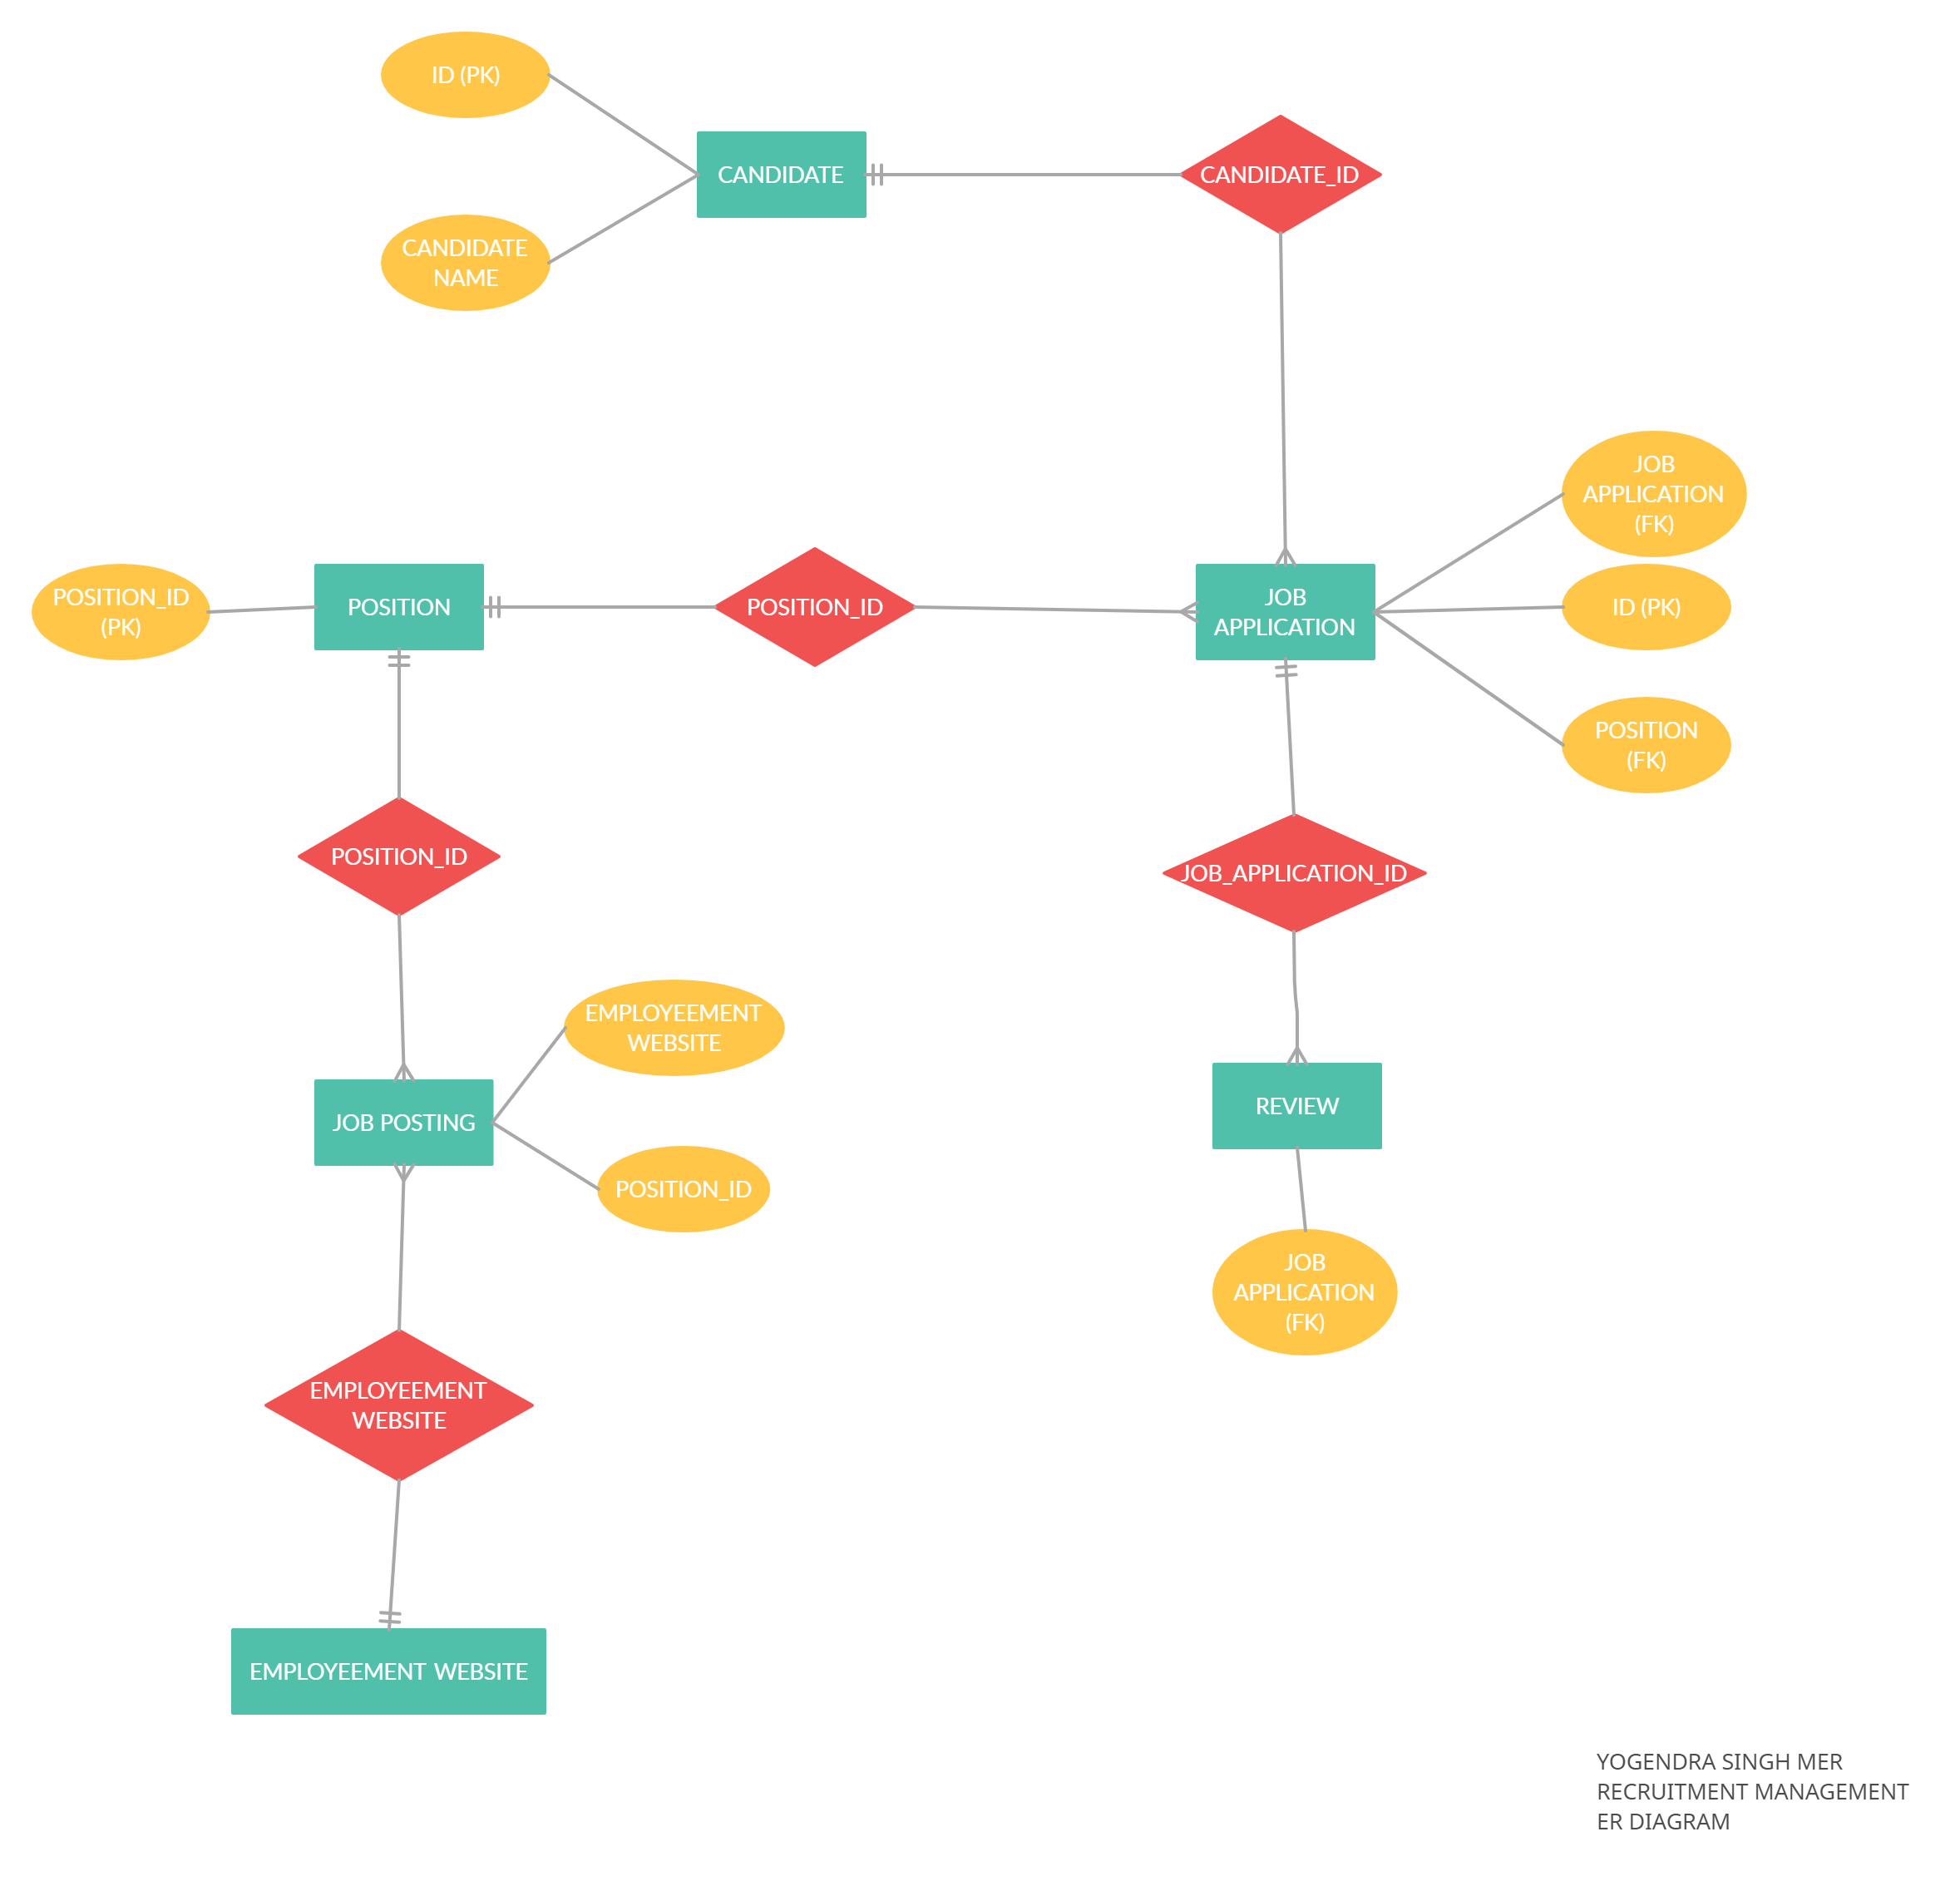 ID (PK)
CANDIDATE
CANDIDATE_ID
CANDIDATE
NAME
JOB
APPLICATION
(FK)
POSITION_ID
(PK)
POSITION
POSITION_ID
JOB
APPLICATION
ID (PK)
POSITION
(FK)
POSITION_ID
JOB_APPLICATION_ID
EMPLOYEEMENT
WEBSITE
JOB POSTING
REVIEW
POSITION_ID
JOB
APPLICATION
(FK)
EMPLOYEEMENT
WEBSITE
EMPLOYEEMENT WEBSITE
YOGENDRA SINGH MER
RECRUITMENT MANAGEMENT
ER DIAGRAM